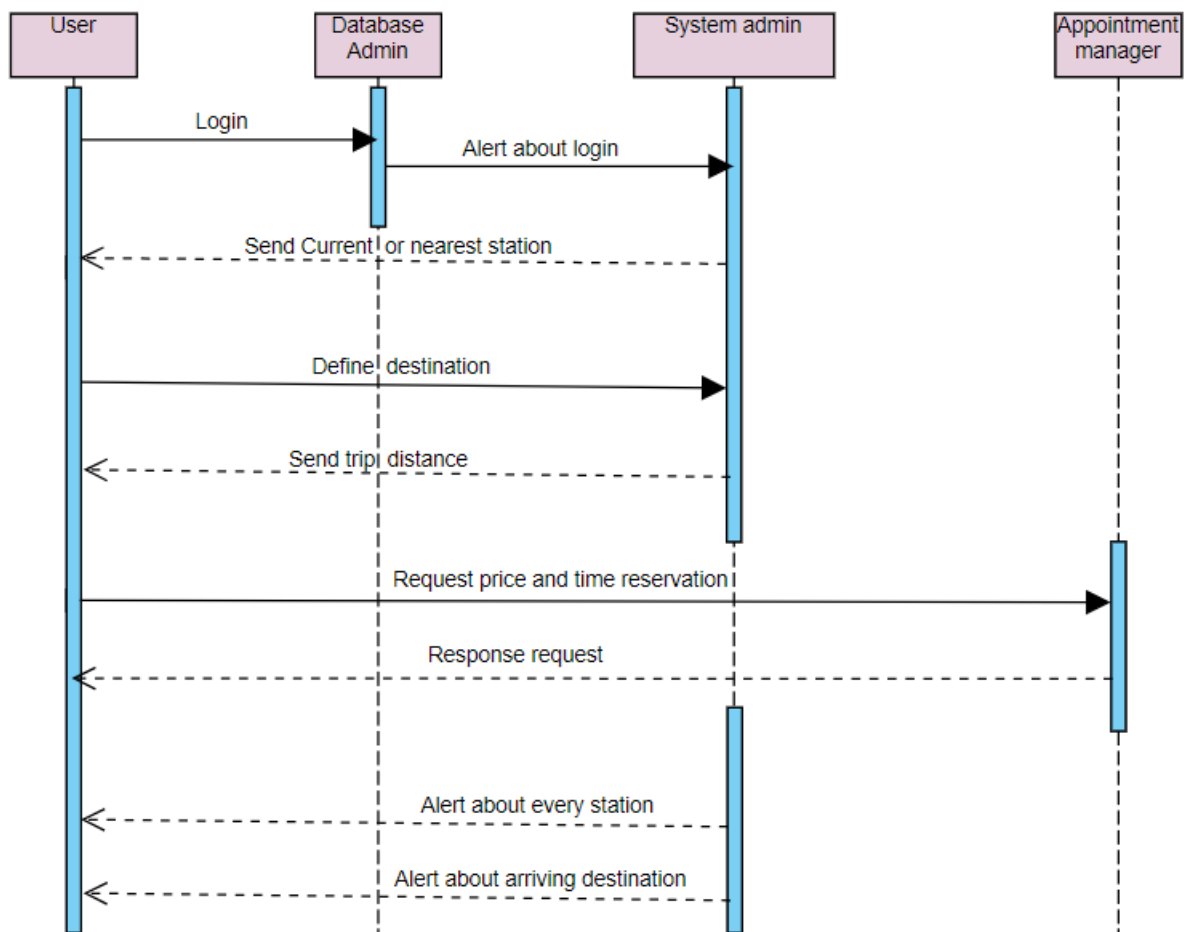 User
Database
Admin
System admin
Appointment
manager
Login
Alert about login
Send Current or nearest station
Define destination
Send trip distance
Request price and time reservation
Response request
Alert about every station
Alert about arriving destination